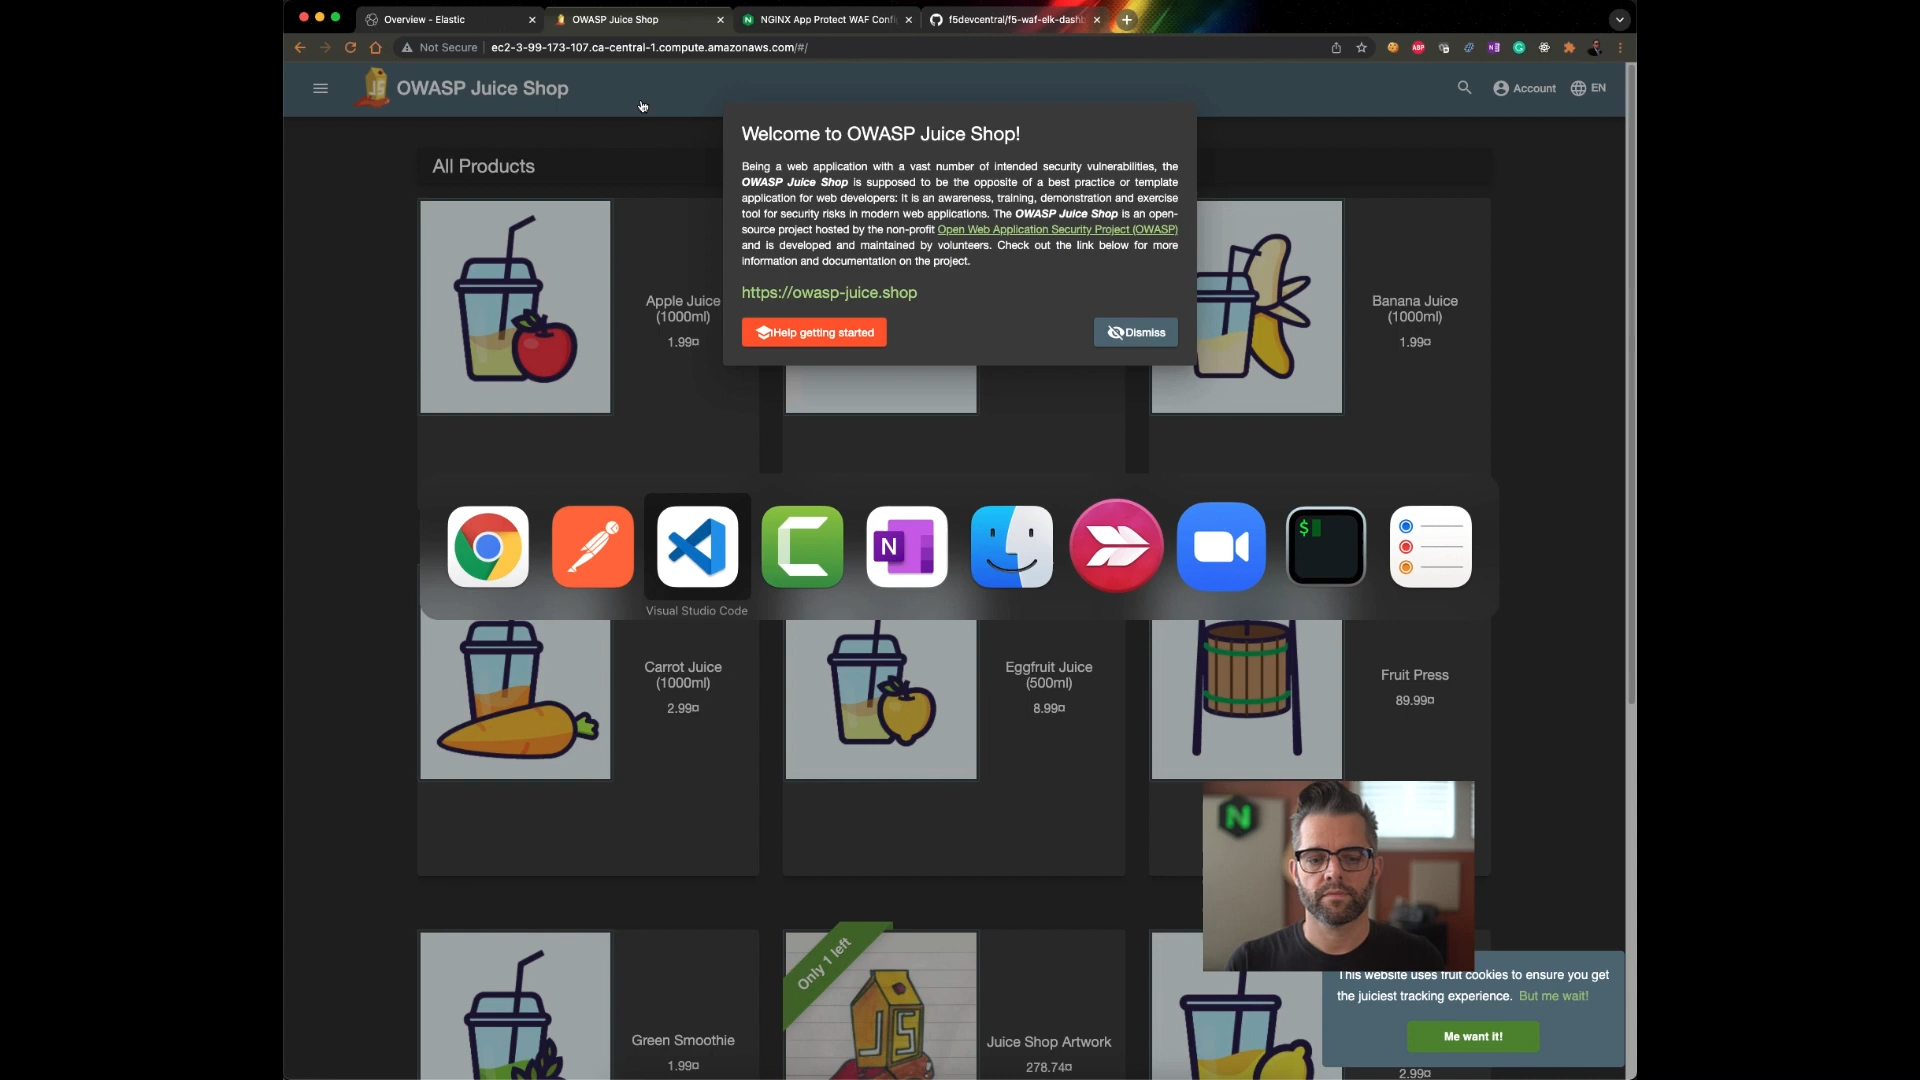 Overview - Elastic
OWASP Juice Shop
NGINX App Protect WAF Confi
f5devcentral/f5-waf-elk-dashb
Not Secure
ec2-3-99-173-107.ca-central-1.compute.amazonaws.com/#/
ABP
OWASP Juice Shop
Account
EN
All Products
Welcome to OWASP Juice Shop!
Being a web application with a vast number of intended security vulnerabilities, the
OWASP Juice Shop is supposed to be the opposite of a best practice or template
application for web developers: It is an awareness, training, demonstration and exercise
tool for security risks in modern web applications. The OWASP Juice Shop is an open-
source project hosted by the non-profit Open Web Application Security Project (OWASP)
and is developed and maintained by volunteers. Check out the link below for more
information and documentation on the project.
https://owasp-juice.shop
Help getting started
Dismiss
Apple Juice
(1000ml)
1.99¤
Banana Juice
(1000ml)
1.99¤
N
$
Visual Studio Code
Carrot Juice
(1000ml)
2.99¤
Eggfruit Juice
(500ml)
8.99¤
Fruit Press
89.99¤
N
Green Smoothie
1.99¤
Only 1 left
JS
Juice Shop Artwork
278.74¤
2.99¤
This website uses fruit cookies to ensure you get
the juiciest tracking experience. But me wait!
Me want it!